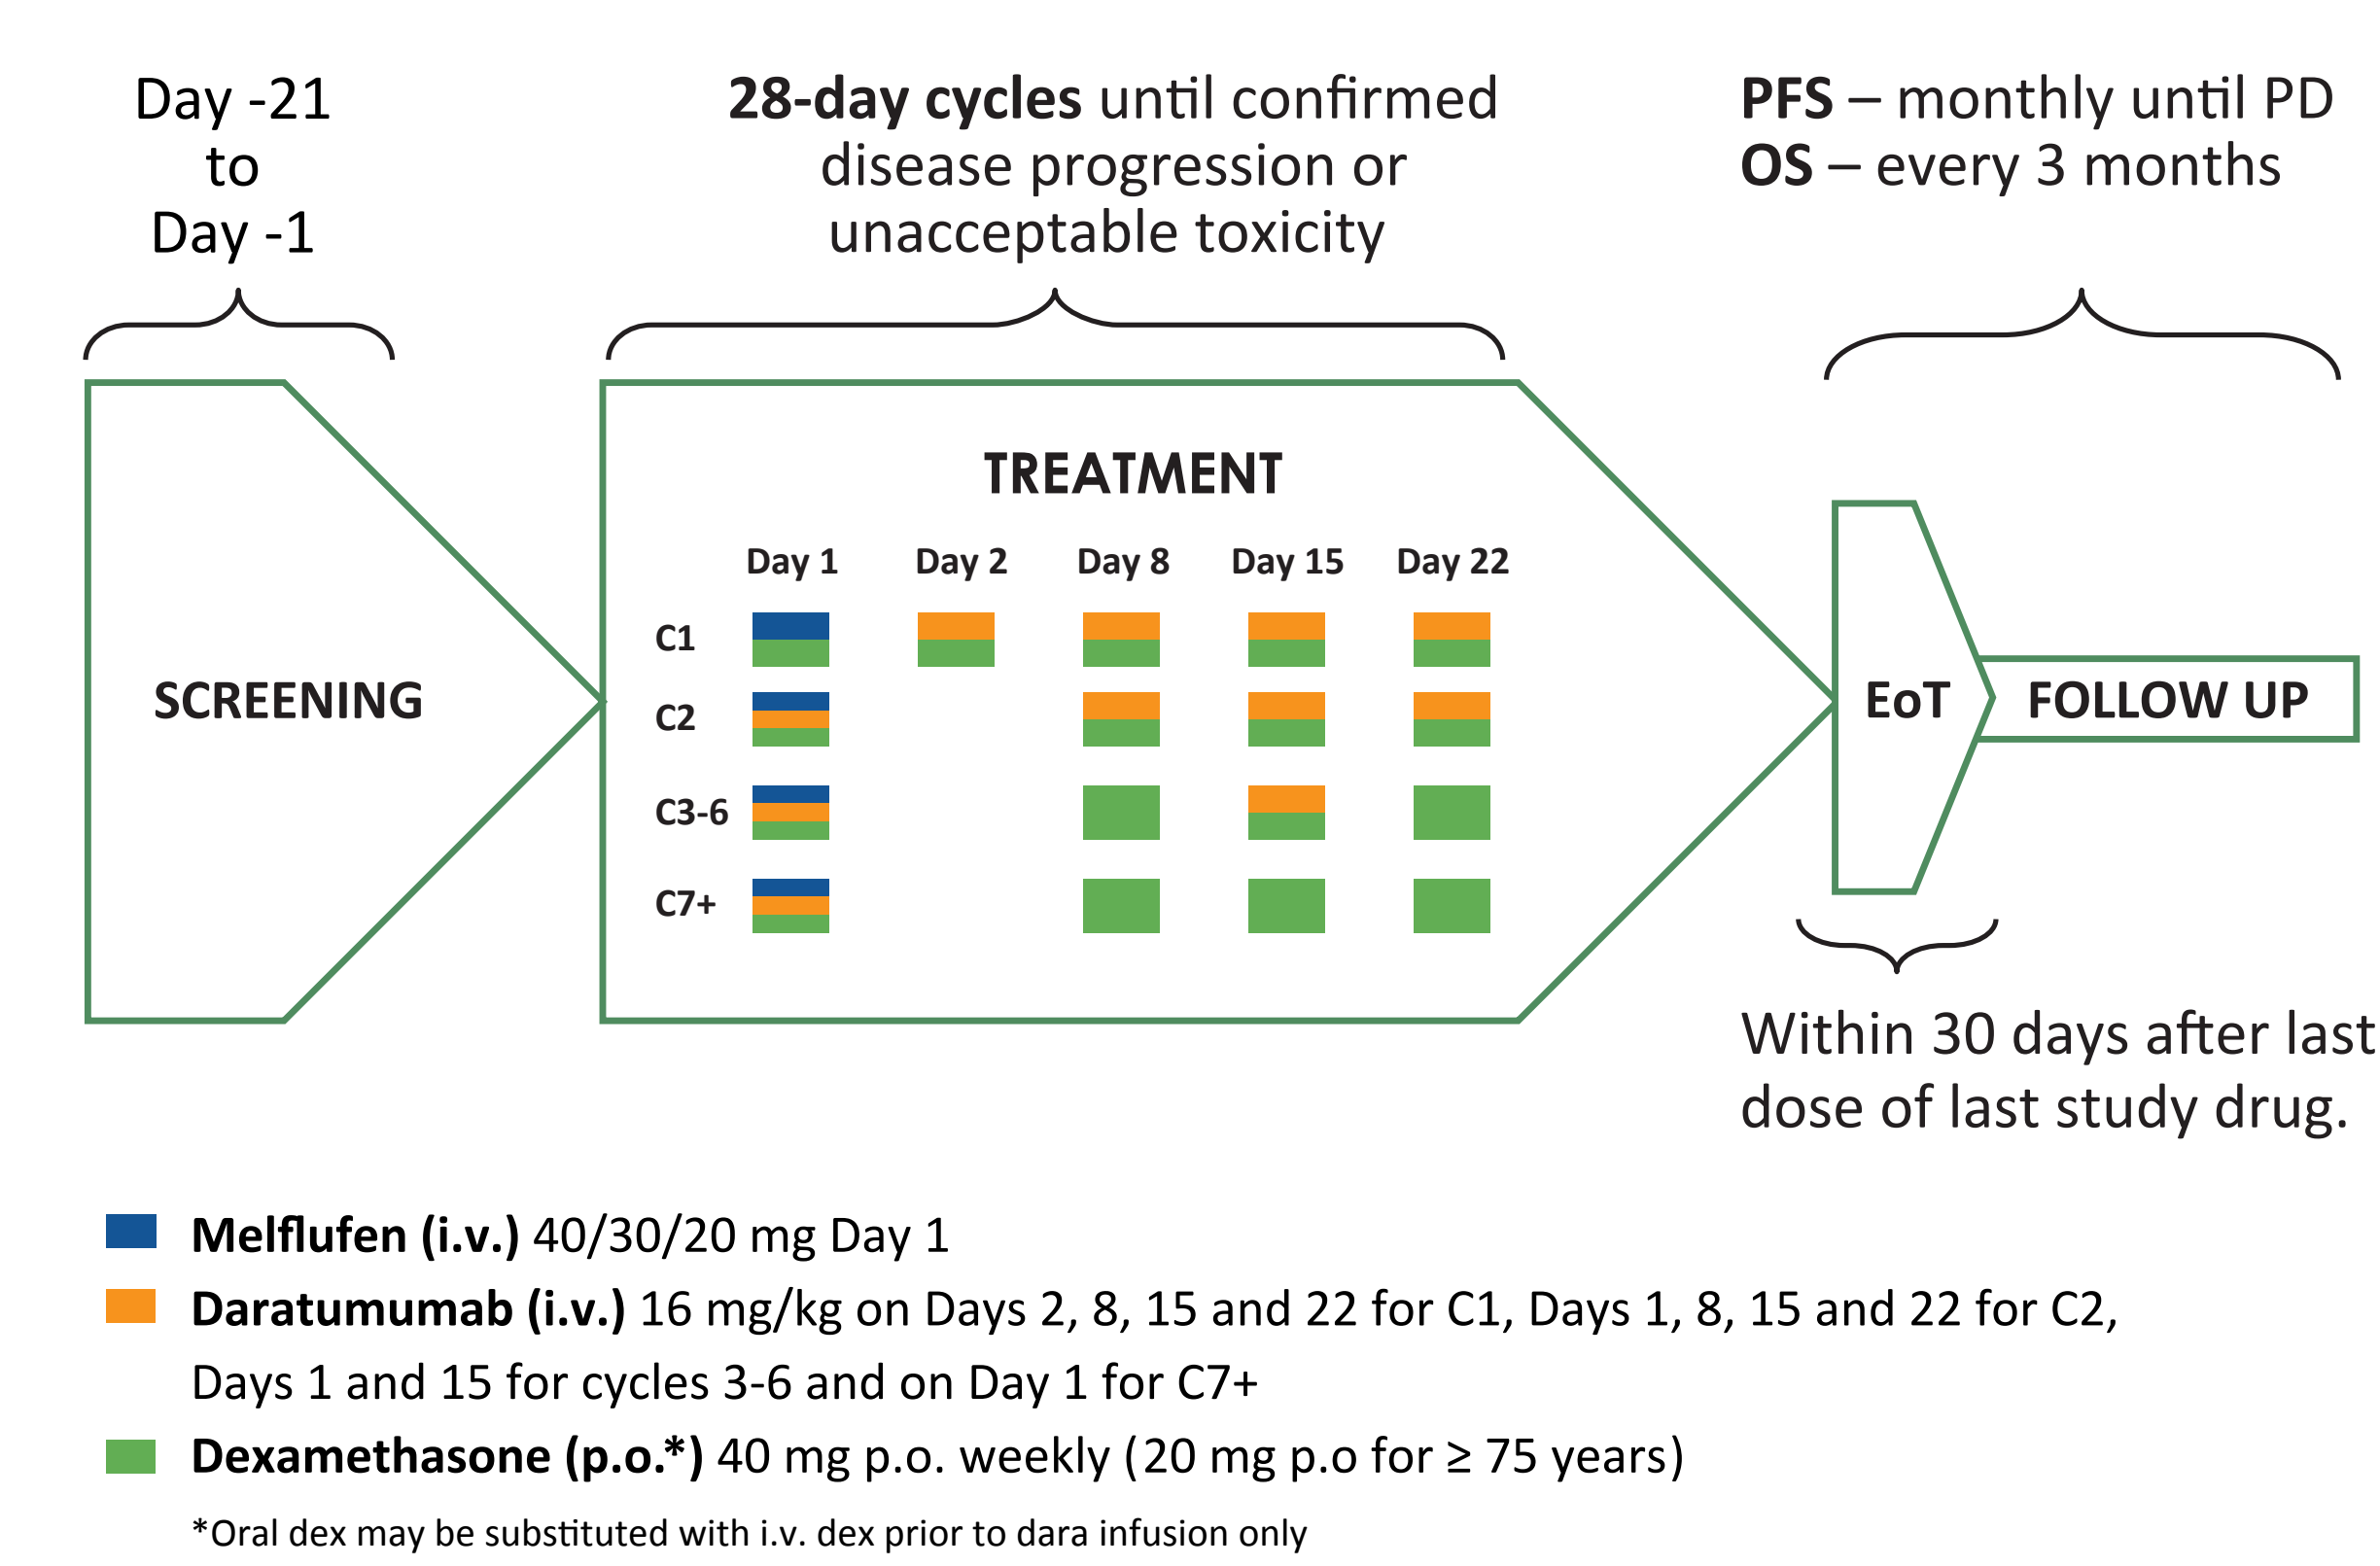 Day -21
to
Day -1
28-day cycles until confirmed
disease progression or
unacceptable toxicity
PFS – monthly until PD
OS – every 3 months
SCREENING
TREATMENT
Day 1 Day 2 Day 8 Day 15 Day 22
C1
C2
C3-6
C7+
EoT
FOLLOW UP
Within 30 days after last
dose of last study drug.
Melflufen (i.v.) 40/30/20 mg Day 1
Daratumumab (i.v.) 16 mg/kg on Days 2, 8, 15 and 22 for C1, Days 1, 8, 15 and 22 for C2,
Days 1 and 15 for cycles 3-6 and on Day 1 for C7+
Dexamethasone (p.o.*) 40 mg p.o. weekly (20 mg p.o for ≥ 75 years)
*Oral dex may be substituted with i.v. dex prior to dara infusion only